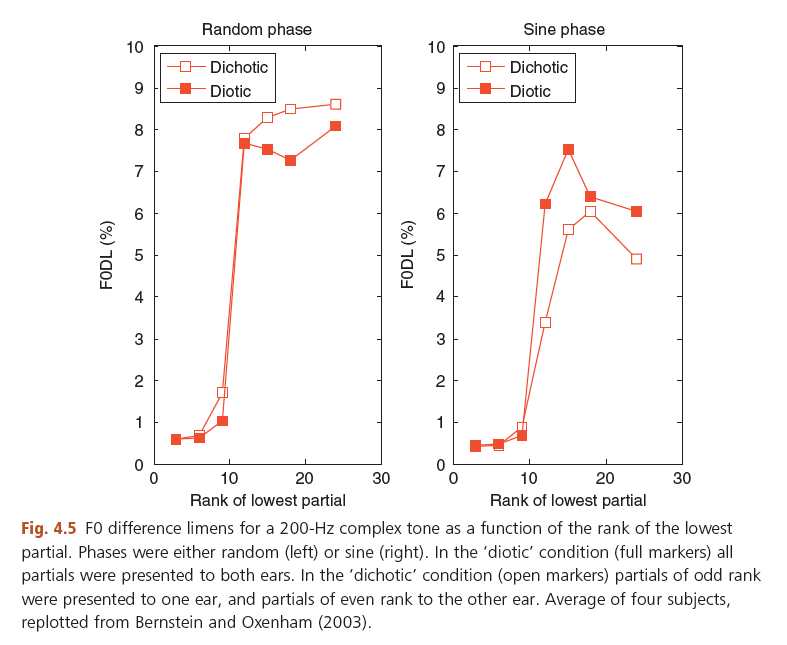 Random phase
Sine phase
10
9
8
7
6
5
4
3
2
1
0
Dichotic
Diotic
F0DL (%)
0
10
20
30
Rank of lowest partial
10
9
8
7
6
5
4
3
2
1
0
Dichotic
Diotic
F0DL (%)
0
10
20
30
Rank of lowest partial
Fig. 4.5 F0 difference limens for a 200-Hz complex tone as a function of the rank of the lowest
partial. Phases were either random (left) or sine (right). In the ‘diotic’ condition (full markers) all
partials were presented to both ears. In the ‘dichotic’ condition (open markers) partials of odd rank
were presented to one ear, and partials of even rank to the other ear. Average of four subjects,
replotted from Bernstein and Oxenham (2003).